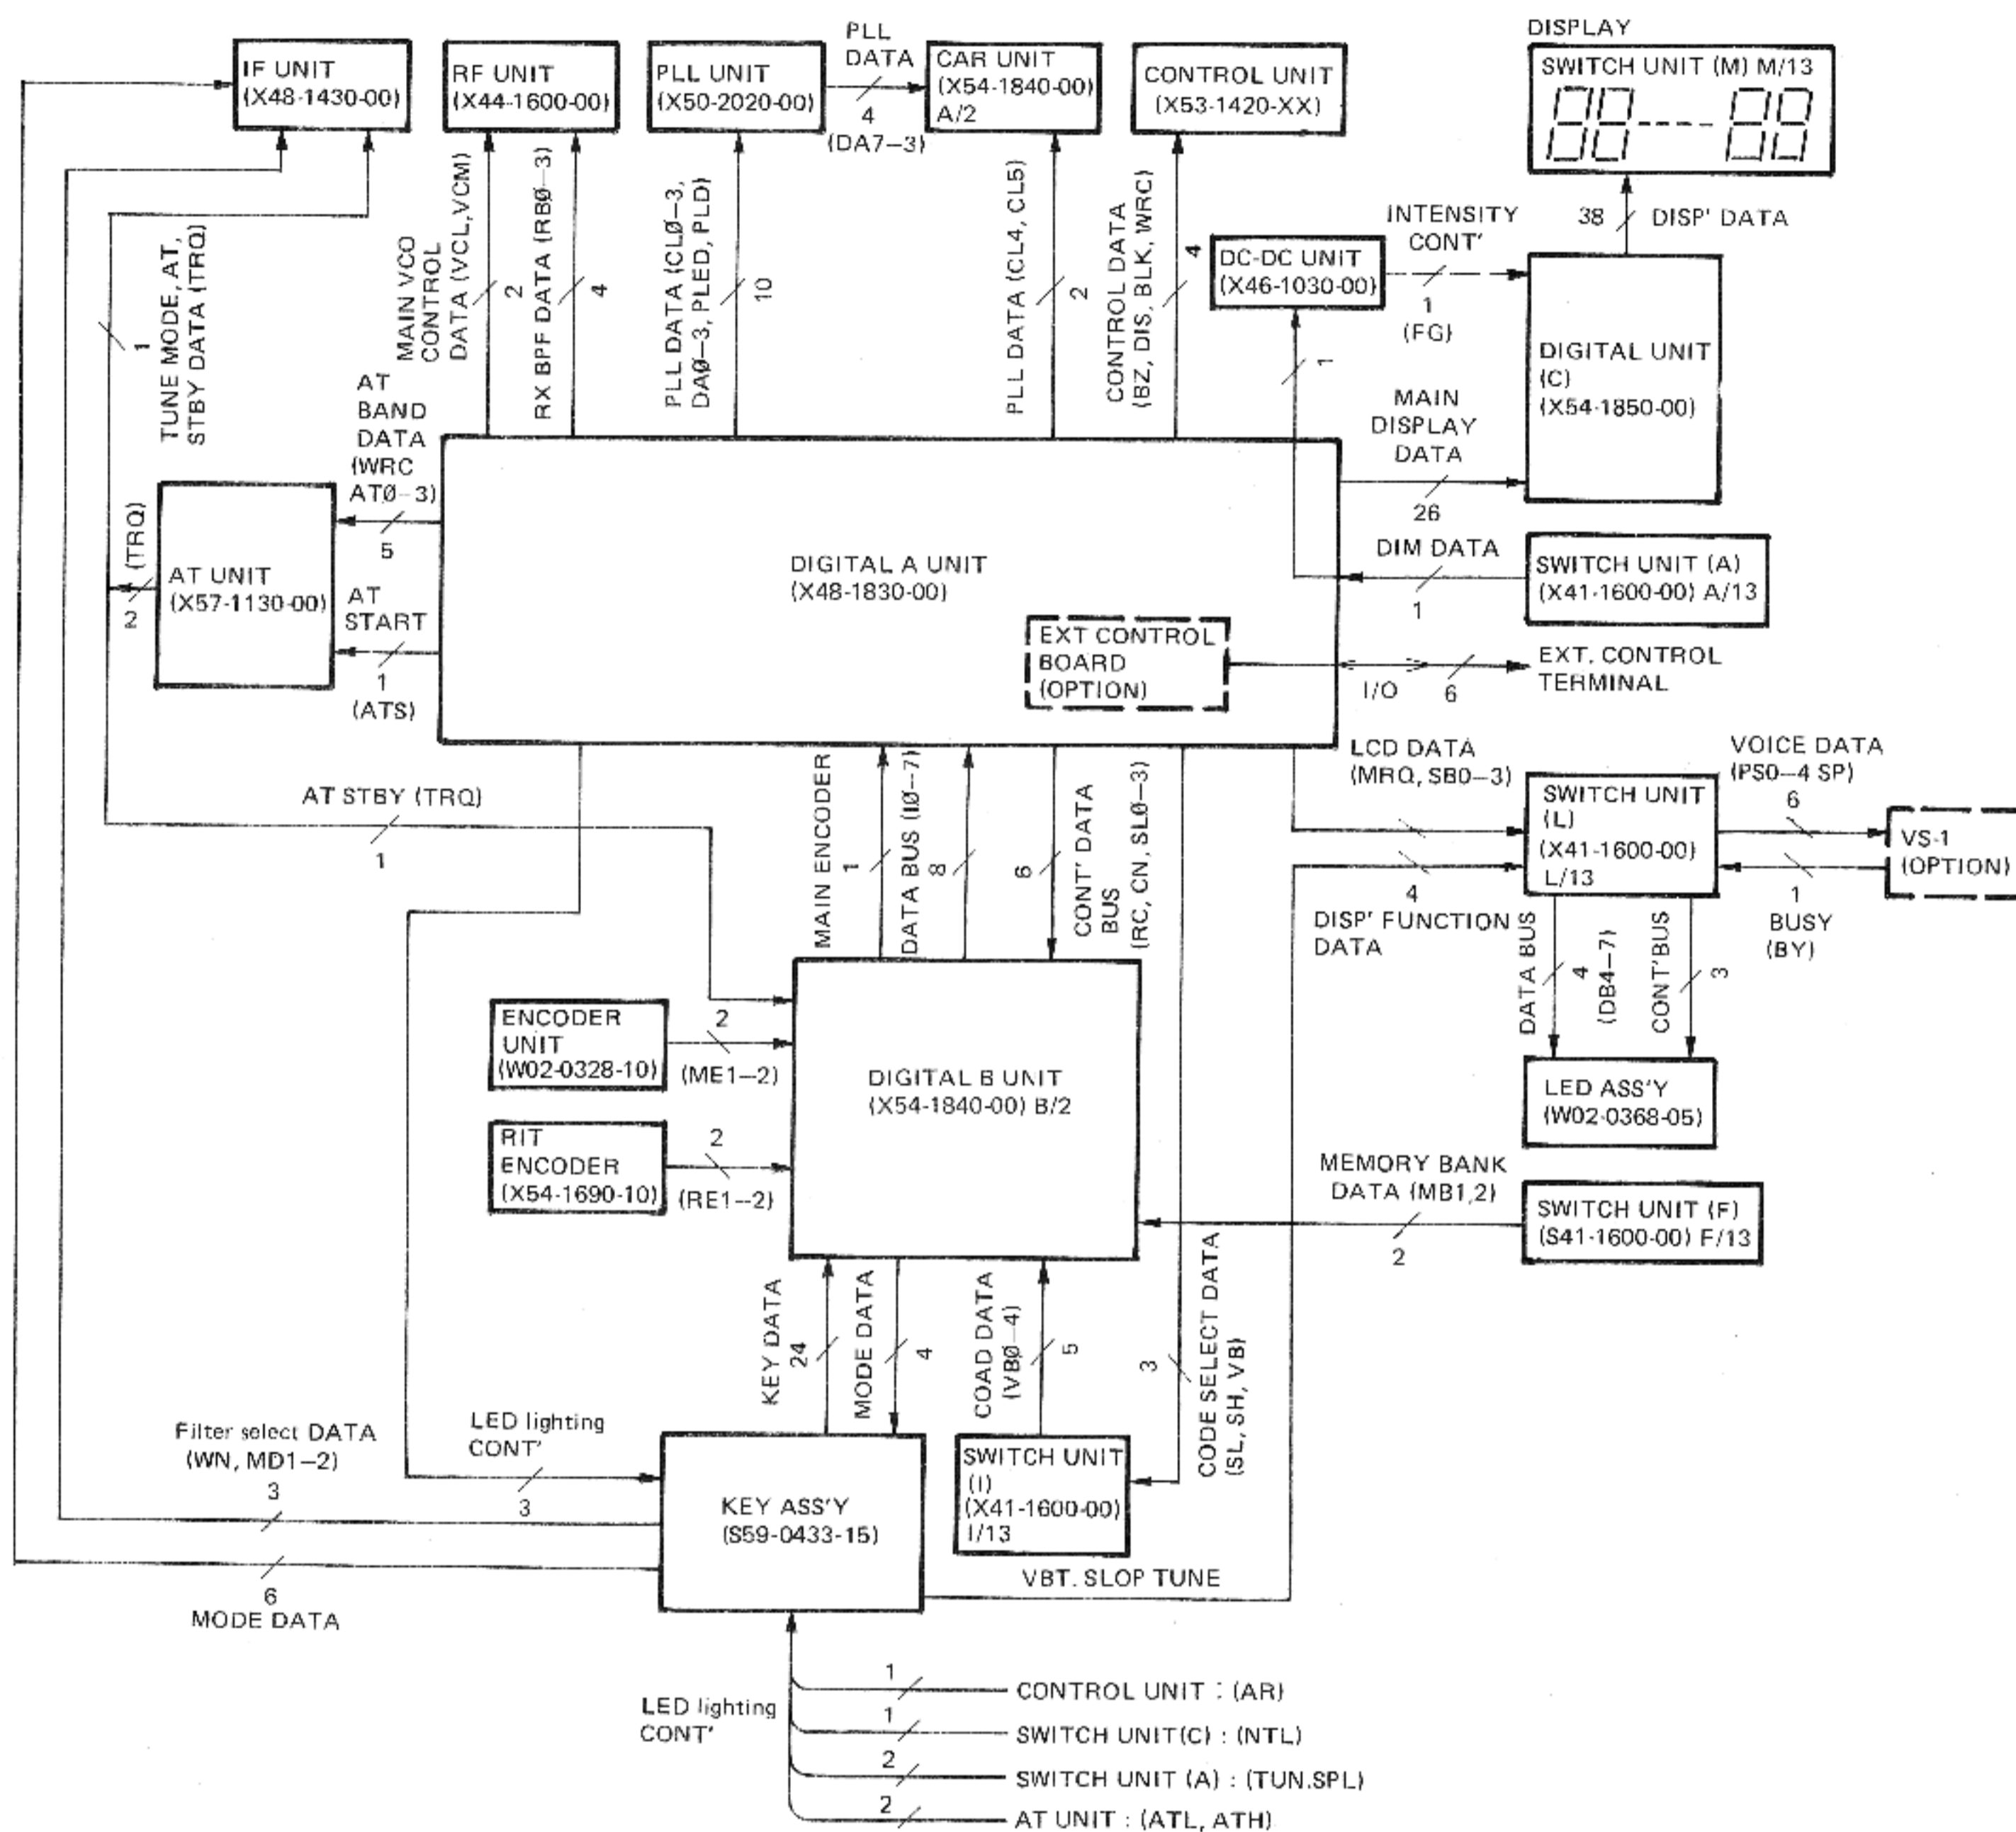 IF UNIT
(X48-1430-00)
RF UNIT
(X44-1600-00)
PLL UNIT
(X50-2020-00)
PLL
DATA
4
(DA7–3)
CAR UNIT
(X54-1840-00)
A/2
CONTROL UNIT
(X53-1420-XX)
DISPLAY
SWITCH UNIT (M) M/13
38
DISP' DATA
TUNE MODE, AT,
STBY DATA (TRQ)
1
MAIN VCO
CONTROL
DATA (VCL,VCM)
2
RX BPF DATA (RBØ–3)
4
PLL DATA (CLØ–3,
DAØ–3, PLED, PLD)
10
PLL DATA (CL4, CL5)
2
CONTROL DATA
(BZ, DIS, BLK, WRC)
4
INTENSITY
CONT'
DC-DC UNIT
(X46-1030-00)
1
(FG)
1
DIGITAL UNIT
(C)
(X54-1850-00)
MAIN
DISPLAY
DATA
26
AT
BAND
DATA
(WRC
ATØ–3)
5
(TRQ)
2
AT UNIT
(X57-1130-00)
AT
START
1
(ATS)
DIGITAL A UNIT
(X48-1830-00)
DIM DATA
1
SWITCH UNIT (A)
(X41-1600-00) A/13
EXT CONTROL
BOARD
(OPTION)
I/O
6
EXT. CONTROL
TERMINAL
AT STBY (TRQ)
1
MAIN ENCODER
1
DATA BUS (IØ–7)
8
6
CONT' DATA
BUS
(RC, CN, SLØ–3)
LCD DATA
(MRQ, SB0–3)
SWITCH UNIT
(L)
(X41-1600-00)
L/13
VOICE DATA
(PS0–4 SP)
6
VS-1
(OPTION)
4
DISP' FUNCTION
DATA
1
BUSY
(BY)
DATA BUS
4
(DB4–7)
CONT'BUS
3
LED ASS'Y
(W02-0368-05)
ENCODER
UNIT
(W02-0328-10)
2
(ME1–2)
DIGITAL B UNIT
(X54-1840-00) B/2
RIT
ENCODER
(X54-1690-10)
2
(RE1–2)
MEMORY BANK
DATA (MB1,2)
2
SWITCH UNIT (F)
(S41-1600-00) F/13
KEY DATA
24
MODE DATA
4
COAD DATA
(VBØ–4)
5
3
CODE SELECT DATA
(SL, SH, VB)
Filter select DATA
(WN, MD1–2)
3
LED lighting
CONT'
3
KEY ASS'Y
(S59-0433-15)
SWITCH UNIT
(I)
(X41-1600-00)
I/13
VBT. SLOP TUNE
6
MODE DATA
LED lighting
CONT'
1
CONTROL UNIT : (AR)
1
SWITCH UNIT(C) : (NTL)
2
SWITCH UNIT (A) : (TUN.SPL)
2
AT UNIT : (ATL, ATH)